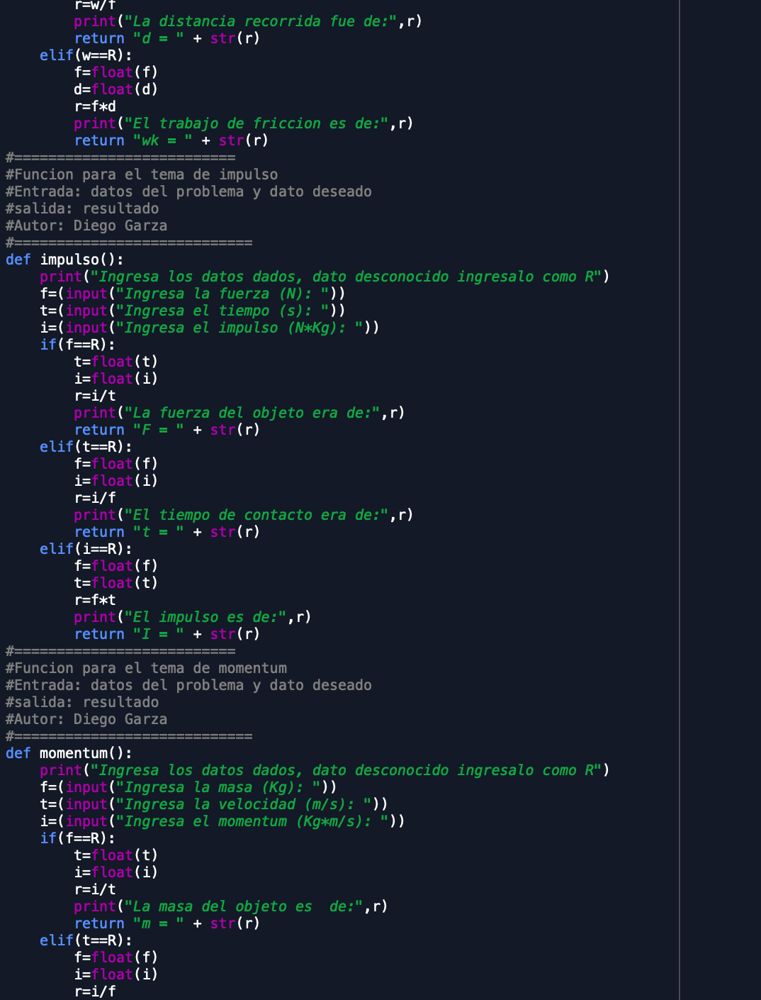 r=w/f
        print("La distancia recorrida fue de:",r)
        return "d = " + str(r)
    elif(w==R):
        f=float(f)
        d=float(d)
        r=f*d
        print("El trabajo de friccion es de:",r)
        return "wk = " + str(r)
#==========================
#Funcion para el tema de impulso
#Entrada: datos del problema y dato deseado
#salida: resultado
#Autor: Diego Garza
#============================
def impulso():
    print("Ingresa los datos dados, dato desconocido ingresalo como R")
    f=(input("Ingresa la fuerza (N): "))
    t=(input("Ingresa el tiempo (s): "))
    i=(input("Ingresa el impulso (N*Kg): "))
    if(f==R):
        t=float(t)
        i=float(i)
        r=i/t
        print("La fuerza del objeto era de:",r)
        return "F = " + str(r)
    elif(t==R):
        f=float(f)
        i=float(i)
        r=i/f
        print("El tiempo de contacto era de:",r)
        return "t = " + str(r)
    elif(i==R):
        f=float(f)
        t=float(t)
        r=f*t
        print("El impulso es de:",r)
        return "I = " + str(r)
#==========================
#Funcion para el tema de momentum
#Entrada: datos del problema y dato deseado
#salida: resultado
#Autor: Diego Garza
#============================
def momentum():
    print("Ingresa los datos dados, dato desconocido ingresalo como R")
    f=(input("Ingresa la masa (Kg): "))
    t=(input("Ingresa la velocidad (m/s): "))
    i=(input("Ingresa el momentum (Kg*m/s): "))
    if(f==R):
        t=float(t)
        i=float(i)
        r=i/t
        print("La masa del objeto es  de:",r)
        return "m = " + str(r)
    elif(t==R):
        f=float(f)
        i=float(i)
        r=i/f